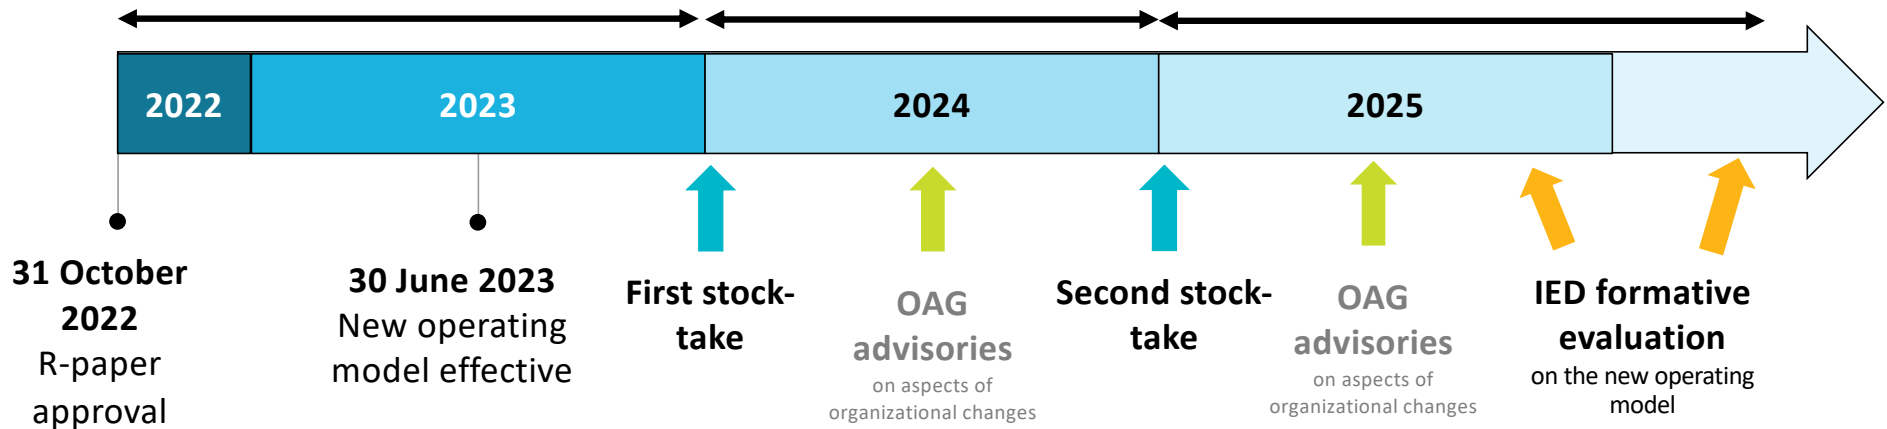 2022
2023
2024
2025
31 October
2022
R-paper
approval
30 June 2023
New operating
model effective
First stock-
take
OAG
advisories
on aspects of
organizational changes
Second stock-
take
OAG
advisories
on aspects of
organizational changes
IED formative
evaluation
on the new operating
model